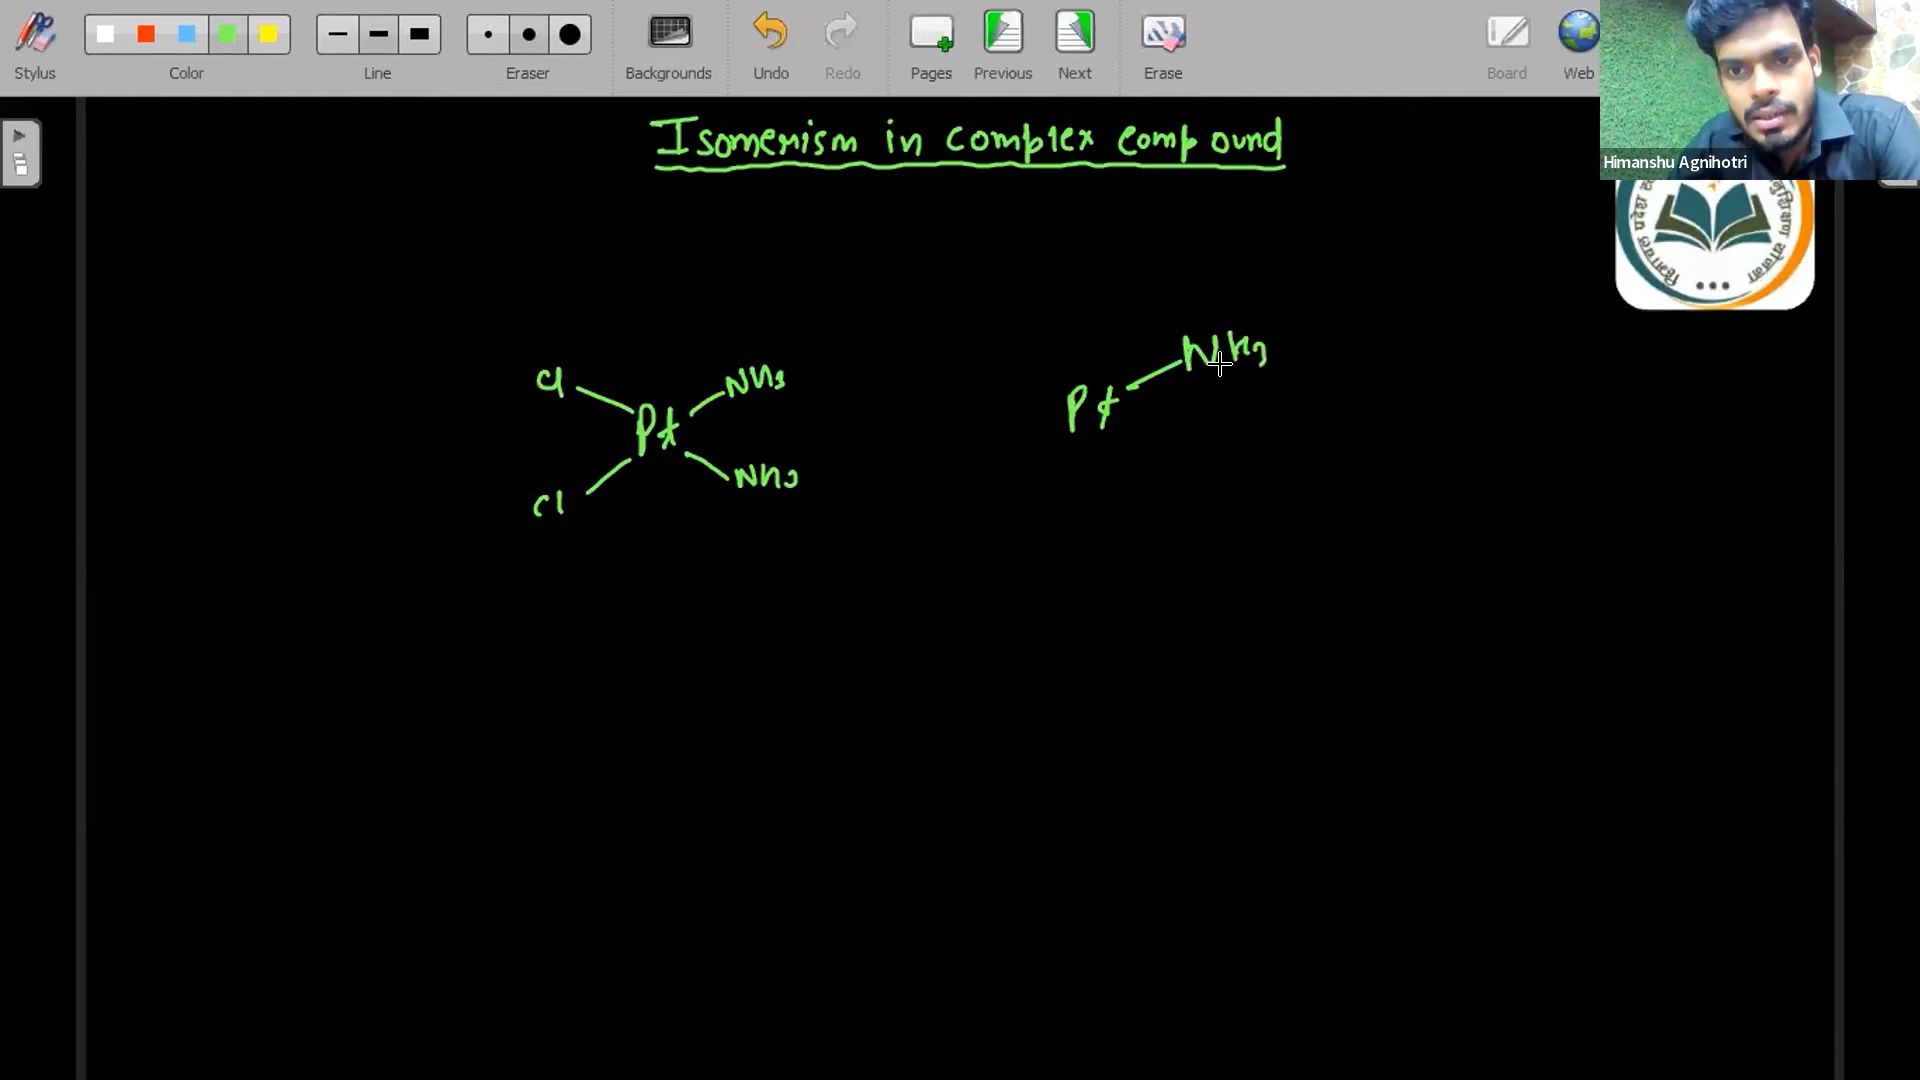 Stylus Color Line Eraser Backgrounds Undo Redo Pages Previous Next Erase Board Web
Himanshu Agnihotri
Isomerism in complex compound
Cl NH3
Pt
Cl NH3
NH3
Pt